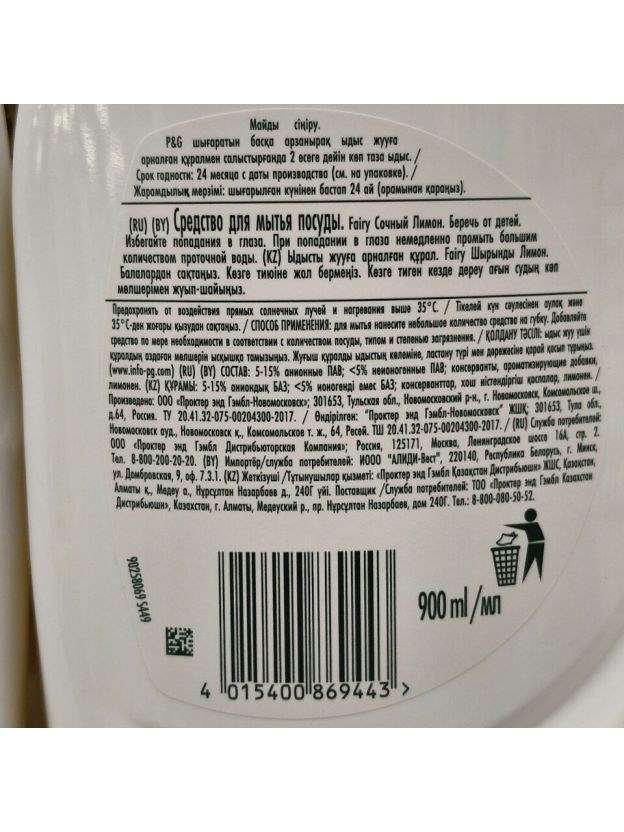 Майды сіңіру.
P&G шығаратын басқа арзанырақ ыдыс жууға
арналған құралмен салыстырғанда 2 есеге дейін көп таза ыдыс. /
Срок годности: 24 месяца с даты производства (см. на упаковке). /
Жарамдылық мерзімі: шығарылған күнінен бастап 24 ай (орамынан қараңыз).
(RU) (BY) Средство для мытья посуды. Fairy Сочный Лимон. Беречь от детей.
Избегайте попадания в глаза. При попадании в глаза немедленно промыть большим
количеством проточной воды. (KZ) Ыдысты жууға арналған құрал. Fairy Шырынды Лимон.
Балалардан сақтаңыз. Көзге тиюіне жол бермеңіз. Көзге тиген кезде дереу ағын судың көп
мөлшерімен жуып-шайыңыз.
Предохранять от воздействия прямых солнечных лучей и нагревания выше 35°C. / Тікелей күн сәулесінен аулақ және
35°C-ден жоғары қызудан сақтаңыз. / СПОСОБ ПРИМЕНЕНИЯ: для мытья нанесите небольшое количество средства на губку. Добавляйте
средство по мере необходимости в соответствии с количеством посуды, типом и степенью загрязнения. / ҚОЛДАНУ ТӘСІЛІ: ыдыс жуу үшін
құралдың аздоған мөлшерін ысқышқа тамызыңыз. Жуғыш құралды ыдыстың көлеміне, ластану түрі мен дәрежесіне қарай қосып тұрыңыз.
(www.info-pg.com) (RU) (BY) СОСТАВ: 5-15% анионные ПАВ; <5% неионогенные ПАВ; консерванты, ароматизирующие добавки,
лимонен. (KZ) ҚҰРАМЫ: 5-15% аниондық БАЗ; <5% ионогенді емес БАЗ; консерванттар, хош иістендіргіш қоспалар, лимонен. /
Произведено: ООО «Проктер энд Гэмбл-Новомосковск»; 301653, Тульская обл., Новомосковский р-н, г. Новомосковск, Комсомольское ш.,
д.64, Россия. ТУ 20.41.32-075-00204300-2017. / Өндірілген: "Проктер энд Гэмбл-Новомосковск" ЖШҚ; 301653, Тула обл.,
Новомосковск ауд., Новомосковск қ., Комсомольское т. ж., 64, Ресей. ТШ 20.41.32-075-00204300-2017. / (RU) Служба потребителей:
ООО «Проктер энд Гэмбл Дистрибьюторская Компания»; Россия, 125171, Москва, Ленинградское шоссе 16А, стр. 2.
Тел. 8-800-200-20-20. (BY) Импортёр/служба потребителей: ИООО "АЛИДИ-Вест", 220140, Республика Беларусь, г. Минск,
ул. Домбровская, 9, оф. 7.3.1. (KZ) Жеткізуші /Тұтынушылар қызметі: «Проктер энд Гэмбл Қазақстан Дистрибьюшн» ЖШС, Қазақстан,
Алматы қ., Медеу а., Нұрсұлтан Назарбаев д., 240Г үйі. Поставщик /Служба потребителей: ТОО «Проктер энд Гэмбл Казахстан
Дистрибьюшн», Казахстан, г. Алматы, Медеуский р., пр. Нұрсұлтан Назарбаев, дом 240Г. Тел.: 8-800-080-50-52.
90258069 S449
900 ml/мл
4 015400 869443 >